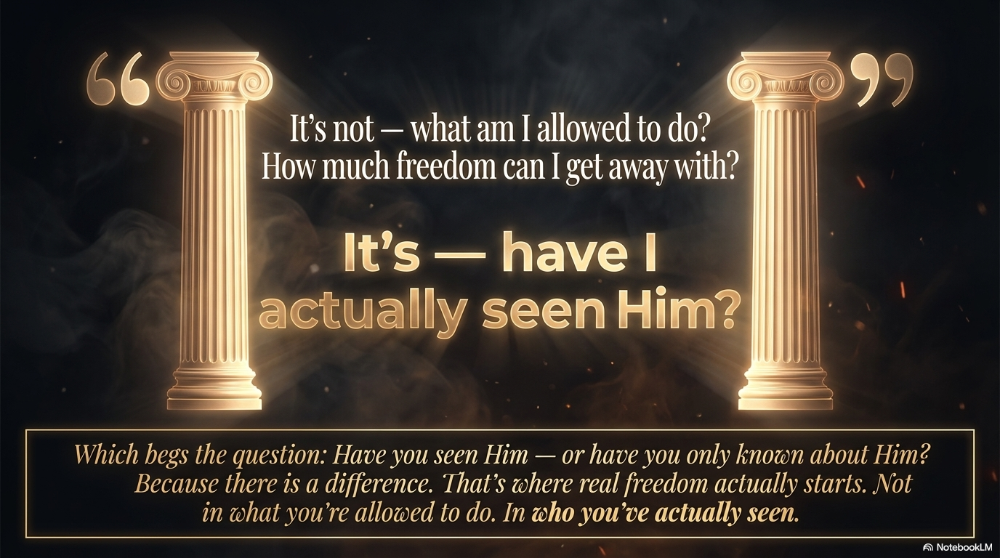 “ ”
It’s not — what am I allowed to do?
How much freedom can I get away with?
It’s — have I
actually seen Him?
Which begs the question: Have you seen Him — or have you only known about Him?
Because there is a difference. That’s where real freedom actually starts. Not
in what you’re allowed to do. In who you’ve actually seen.
NotebookLM